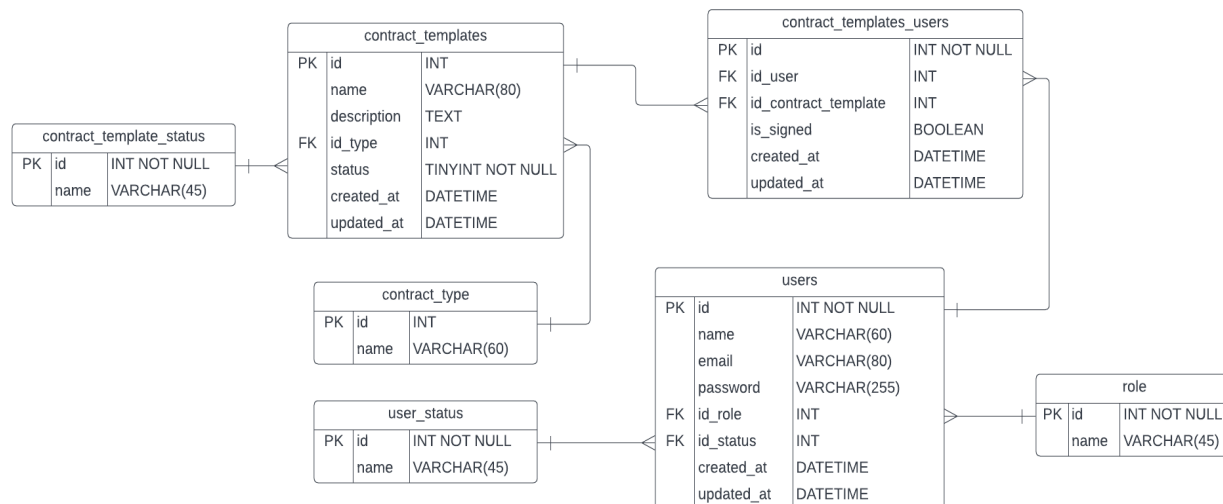 contract_templates
PK id INT
name VARCHAR(80)
description TEXT
FK id_type INT
status TINYINT NOT NULL
created_at DATETIME
updated_at DATETIME
contract_templates_users
PK id INT NOT NULL
FK id_user INT
FK id_contract_template INT
is_signed BOOLEAN
created_at DATETIME
updated_at DATETIME
contract_template_status
PK id INT NOT NULL
name VARCHAR(45)
contract_type
PK id INT
name VARCHAR(60)
users
PK id INT NOT NULL
name VARCHAR(60)
email VARCHAR(80)
password VARCHAR(255)
FK id_role INT
FK id_status INT
created_at DATETIME
updated_at DATETIME
user_status
PK id INT NOT NULL
name VARCHAR(45)
role
PK id INT NOT NULL
name VARCHAR(45)